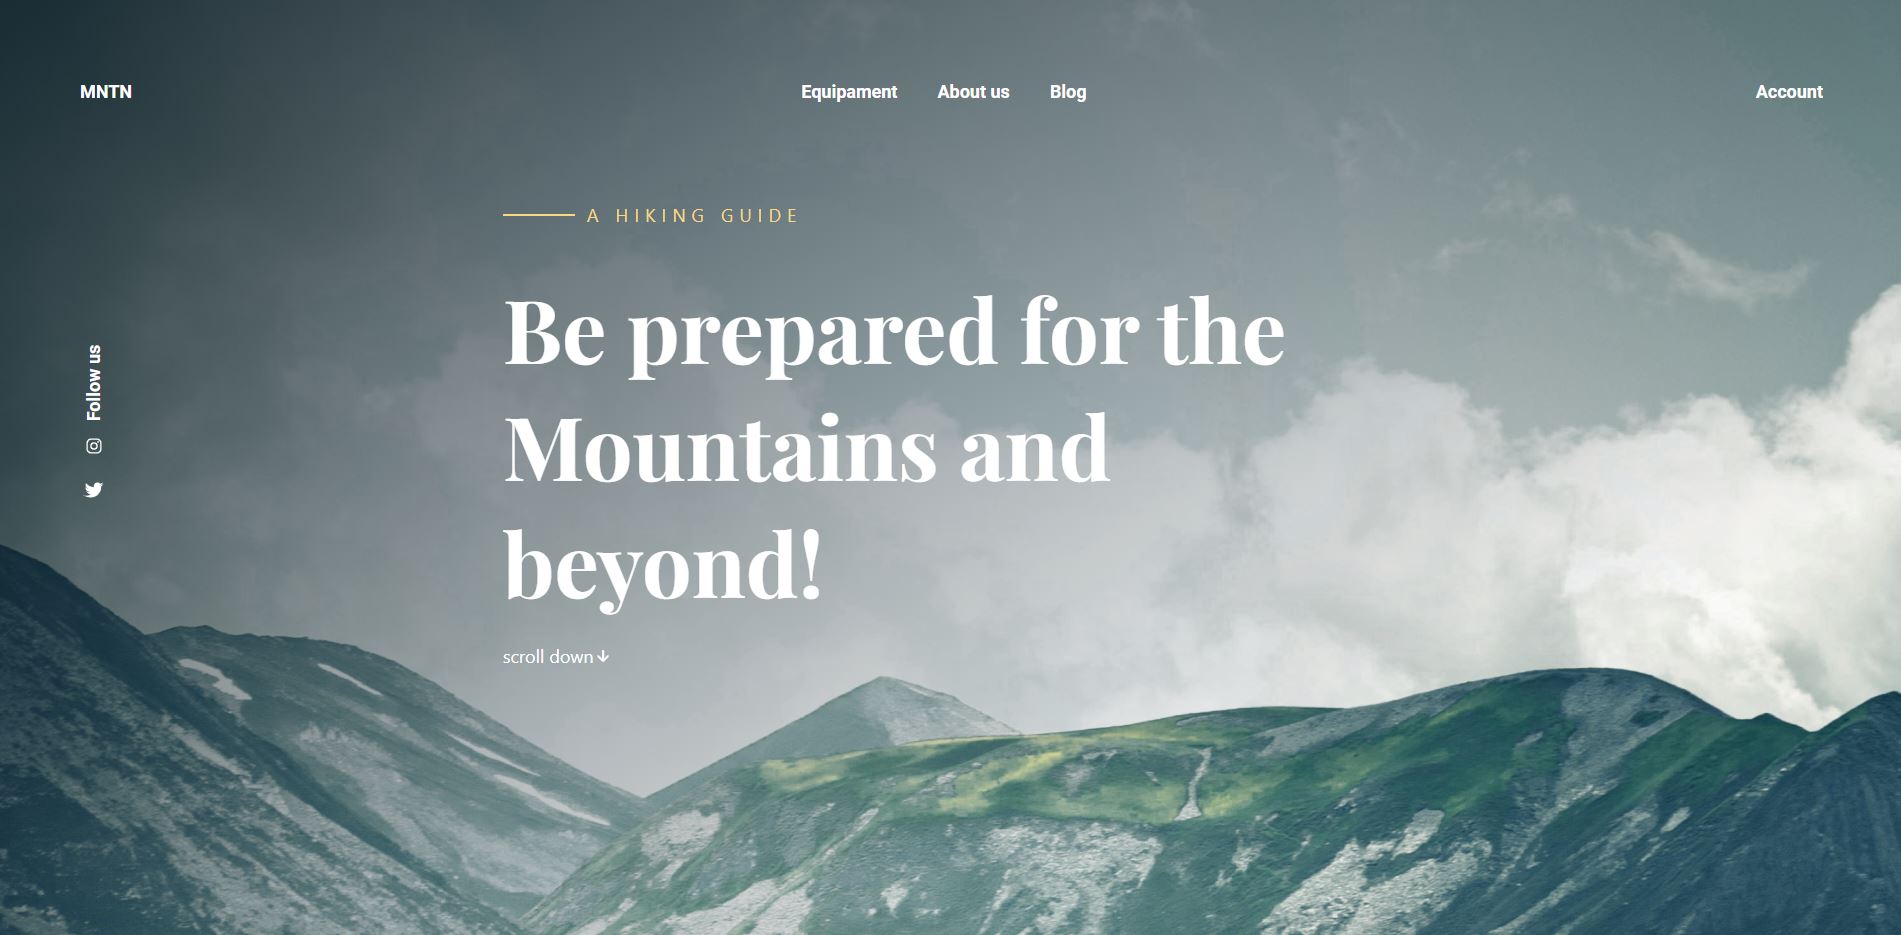 MNTN
Equipament
About us
Blog
Account
A HIKING GUIDE
Be prepared for the
Mountains and
beyond!
scroll down
Follow us